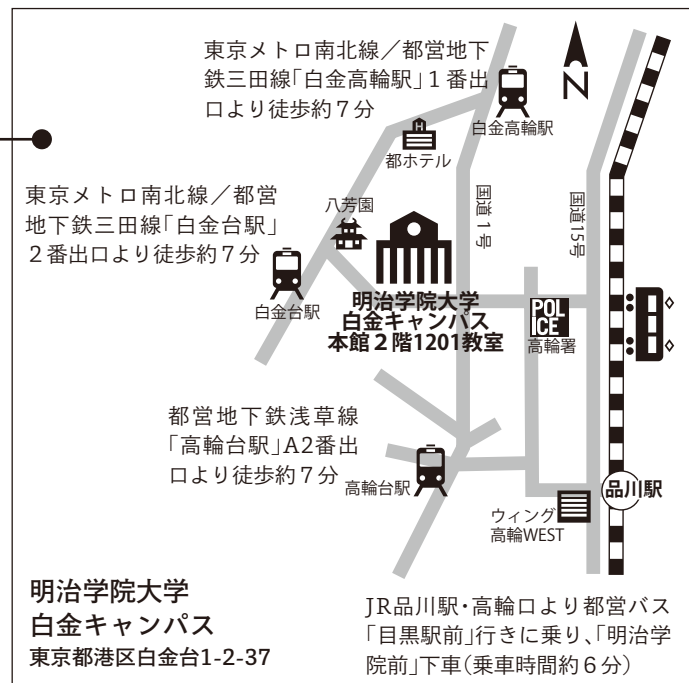 東京メトロ南北線／都営地下
鉄三田線「白金高輪駅」１番出
口より徒歩約７分
N
白金高輪駅
H
都ホテル
東京メトロ南北線／都営
地下鉄三田線「白金台駅」
２番出口より徒歩約７分
八芳園
国道１号
国道15号
白金台駅
明治学院大学
白金キャンパス
本館２階1201教室
POL
ICE
高輪署
都営地下鉄浅草線
「高輪台駅」A2番出
口より徒歩約７分
高輪台駅
品川駅
ウィング
高輪WEST
明治学院大学
白金キャンパス
東京都港区白金台1-2-37
JR品川駅・高輪口より都営バス
「目黒駅前」行きに乗り、「明治学
院前」下車（乗車時間約６分）